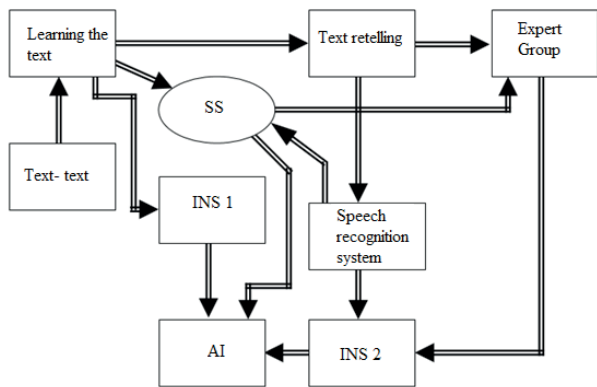 Learning the
text
Text retelling
Expert
Group
SS
Text- text
INS 1
Speech
recognition
system
AI
INS 2